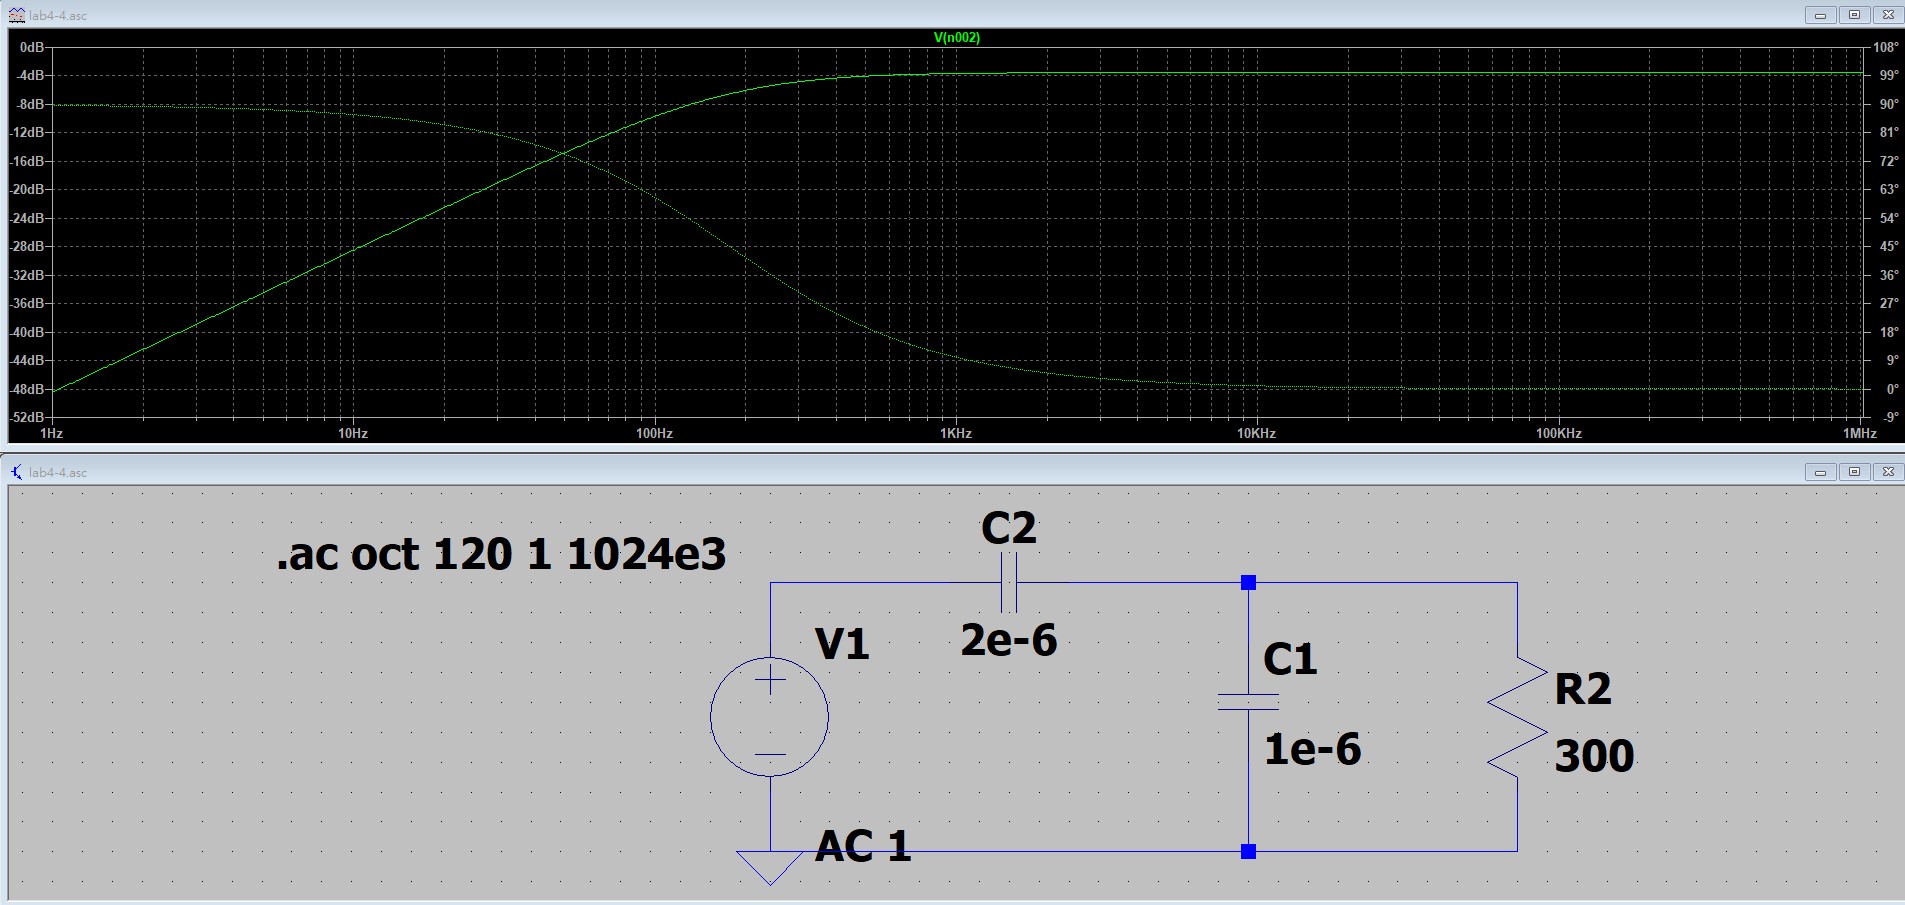 lab4-4.asc
V(n002)
0dB
-4dB
-8dB
-12dB
-16dB
-20dB
-24dB
-28dB
-32dB
-36dB
-40dB
-44dB
-48dB
-52dB
108°
99°
90°
81°
72°
63°
54°
45°
36°
27°
18°
9°
0°
-9°
1Hz 10Hz 100Hz 1KHz 10KHz 100KHz 1MHz
lab4-4.asc
.ac oct 120 1 1024e3
C2
2e-6
V1
AC 1
C1
1e-6
R2
300